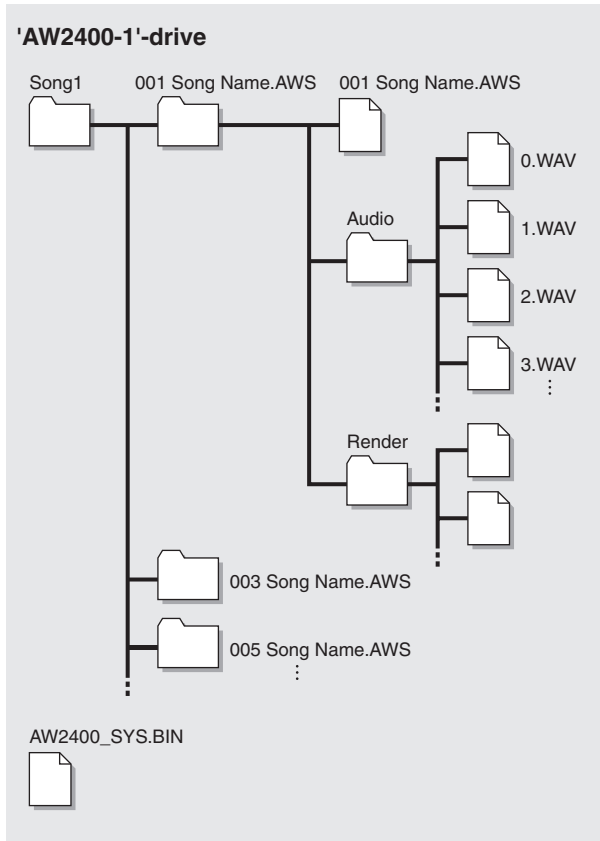 'AW2400-1'-drive
Song1
001 Song Name.AWS
001 Song Name.AWS
0.WAV
Audio
1.WAV
2.WAV
3.WAV
Render
003 Song Name.AWS
005 Song Name.AWS
AW2400_SYS.BIN